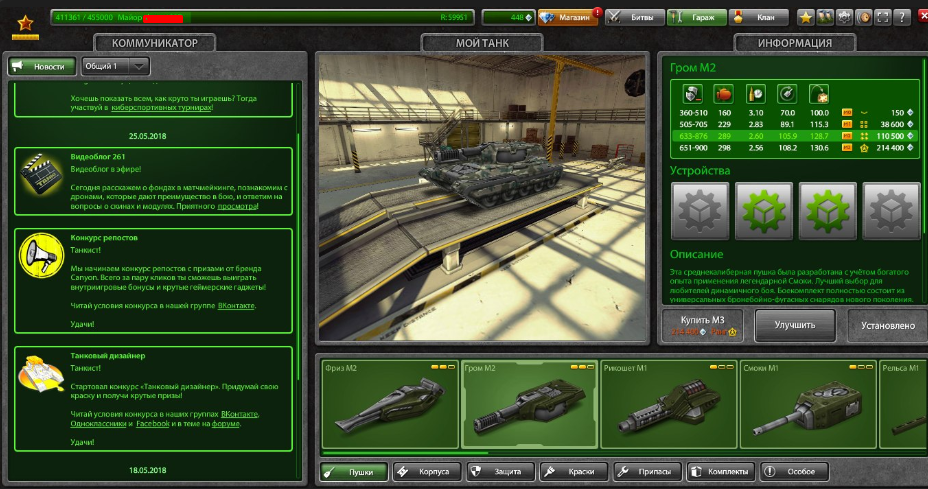 411361 / 455000 Майор
R: 59951
448
Магазин
Битвы
Гараж
Клан
?
КОММУНИКАТОР
МОЙ ТАНК
ИНФОРМАЦИЯ
Новости
Общий 1
Хочешь показать всем, как круто ты играешь? Тогда
участвуй в киберспортивных турнирах!
25.05.2018
Видеоблог 261
Видеоблог в эфире!
Сегодня расскажем о фондах в матчмейкинге, познакомим с
дронами, которые дают преимущество в бою, и ответим на
вопросы о скинах и модулях. Приятного просмотра!
Конкурс репостов
Танкист!
Мы начинаем конкурс репостов с призами от бренда
Canyon. Всего за пару кликов ты сможешь выиграть
внутриигровые бонусы и крутые геймерские гаджеты!
Читай условия конкурса в нашей группе ВКонтакте.
Удачи!
Танковый дизайнер
Танкист!
Стартовал конкурс «Танковый дизайнер». Придумай свою
краску и получи крутые призы!
Читай условия конкурса в наших группах ВКонтакте,
Одноклассники и Facebook и в теме на форуме.
Удачи!
18.05.2018
Гром М2
360-510 160 3.10 70.0 100.0 M0 150
505-705 229 2.83 89.1 115.3 M1 38 600
633-876 289 2.60 105.9 128.7 M2 110 500
651-900 298 2.56 108.2 130.6 M3 214 400
Устройства
Описание
Эта среднекалиберная пушка была разработана с учётом богатого
опыта применения легендарной Смоки. Лучший выбор для
любителей динамичного боя. Боекомплект полностью состоит из
универсальных бронебойно-фугасных снарядов нового поколения.
Купить М3
Улучшить
Установлено
Фриз М2
Гром М2
Рикошет М1
Смоки М1
Рельса М1
Пушки
Корпуса
Защита
Краски
Припасы
Комплекты
Особое